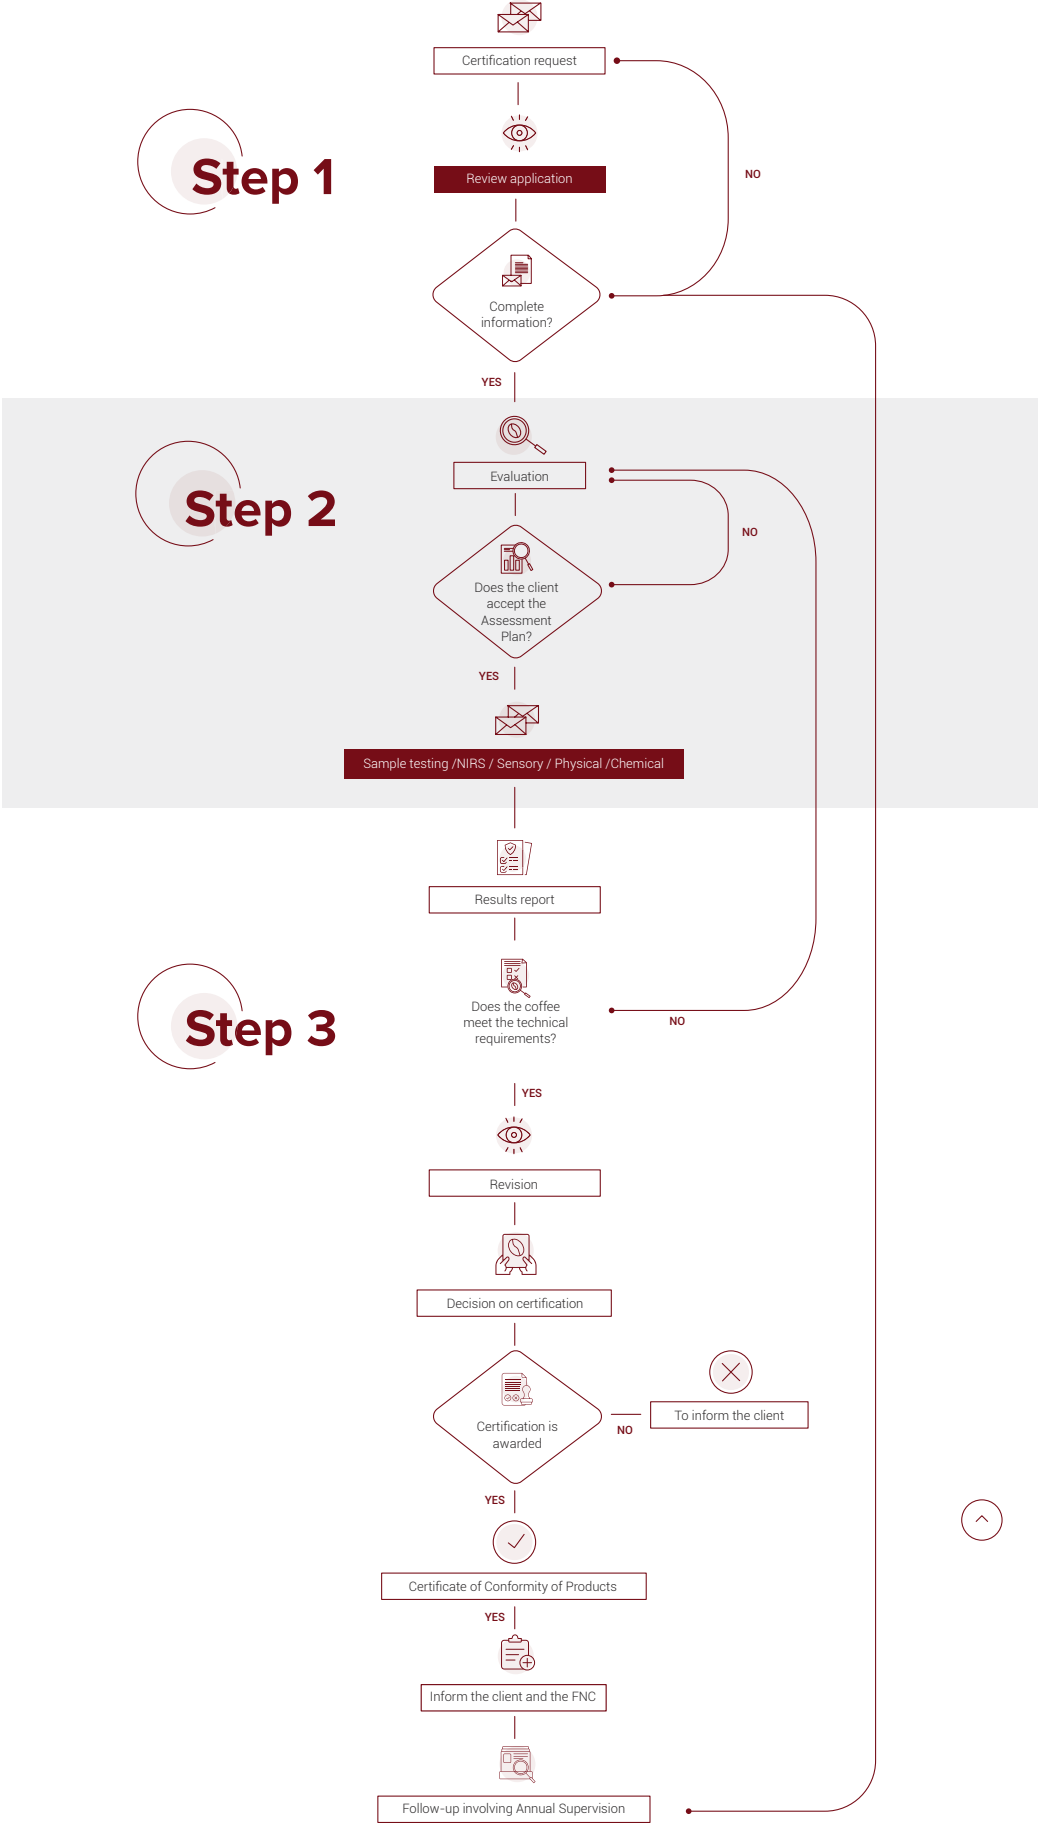 Certification request
Step 1
Review application
NO
Complete
information?
YES
Step 2
Evaluation
NO
Does the client
accept the
Assessment
Plan?
YES
Sample testing /NIRS / Sensory / Physical /Chemical
Results report
Step 3
Does the coffee
meet the technical
requirements?
NO
YES
Revision
Decision on certification
Certification is
awarded
NO
To inform the client
YES
Certificate of Conformity of Products
YES
Inform the client and the FNC
Follow-up involving Annual Supervision